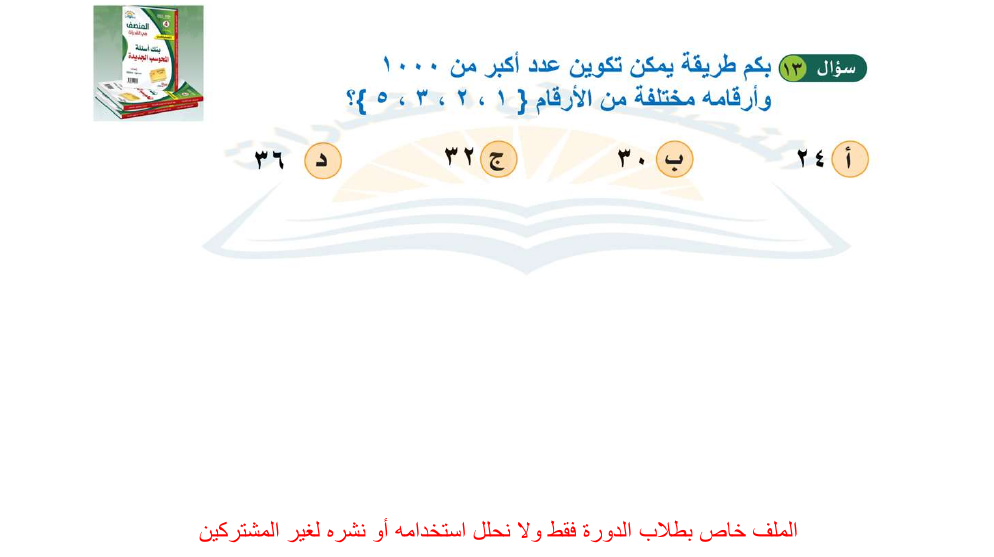 المنصف
بنك أسئلة
المحوسب الجديدة
سؤال ١٣ بكم طريقة يمكن تكوين عدد أكبر من ١٠٠٠
وأرقامه مختلفة من الأرقام { ١ ، ٢ ، ٣ ، ٥ }؟
أ ٢٤ ب ٣٠ ج ٣٢ د ٣٦
الملف خاص بطلاب الدورة فقط ولا نحلل استخدامه أو نشره لغير المشتركين